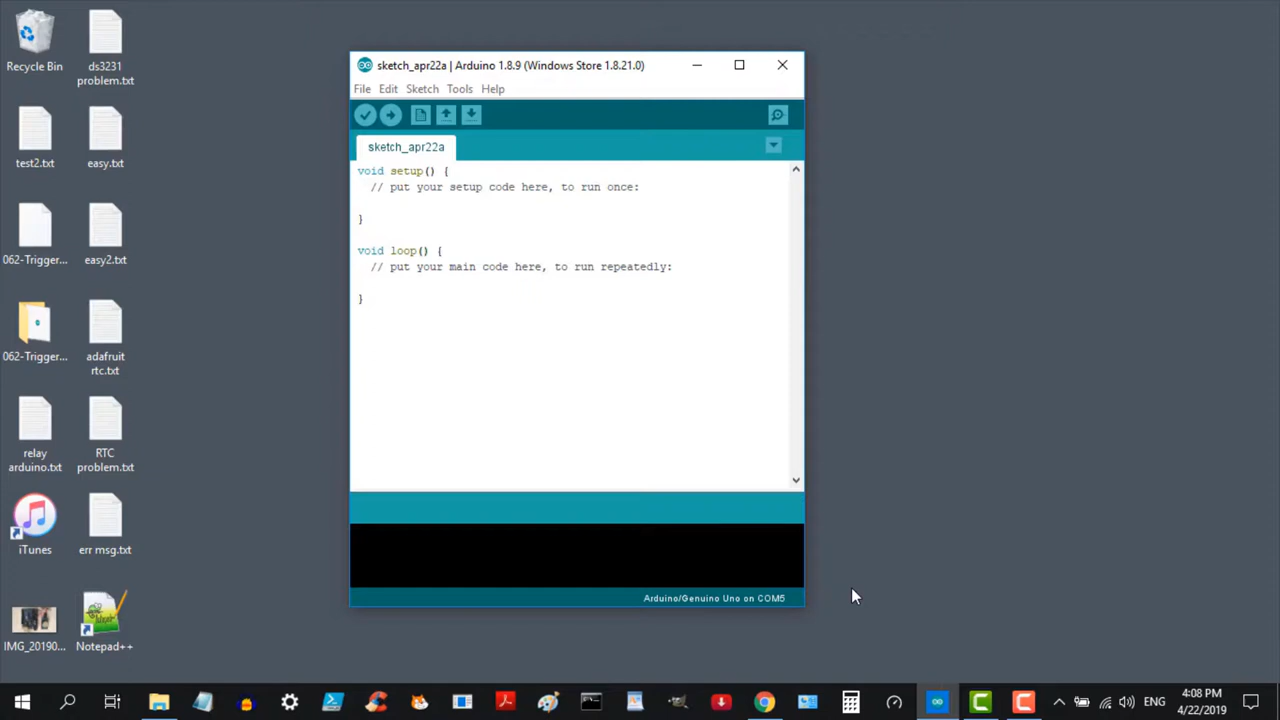 Recycle Bin
ds3231
problem.txt
test2.txt
easy.txt
062-Trigger...
easy2.txt
062-Trigger...
adafruit
rtc.txt
relay
arduino.txt
RTC
problem.txt
iTunes
err msg.txt
IMG_20190...
Notepad++
sketch_apr22a | Arduino 1.8.9 (Windows Store 1.8.21.0)
File Edit Sketch Tools Help
sketch_apr22a
void setup() {
// put your setup code here, to run once:
}
void loop() {
// put your main code here, to run repeatedly:
}
Arduino/Genuino Uno on COM5
ENG
4:08 PM
4/22/2019